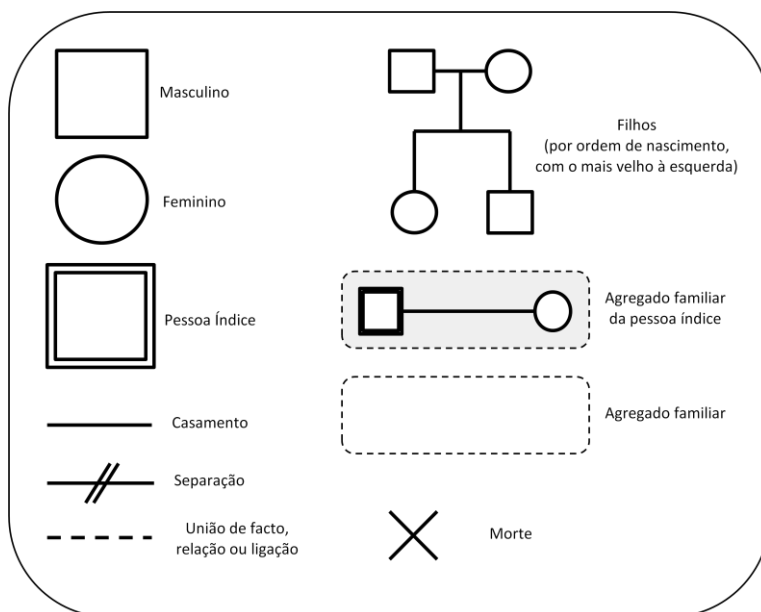 Masculino
Feminino
Pessoa Índice
Casamento
Separação
União de facto,
relação ou ligação
Filhos
(por ordem de nascimento,
com o mais velho à esquerda)
Agregado familiar
da pessoa índice
Agregado familiar
Morte